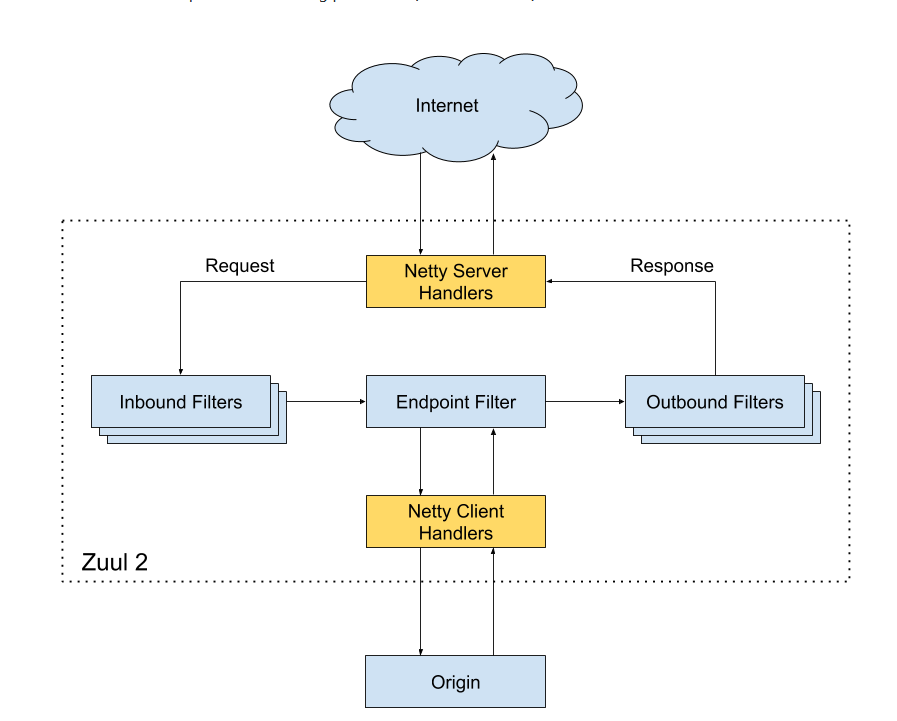 Internet
Request
Netty Server
Handlers
Response
Inbound Filters
Endpoint Filter
Outbound Filters
Netty Client
Handlers
Zuul 2
Origin